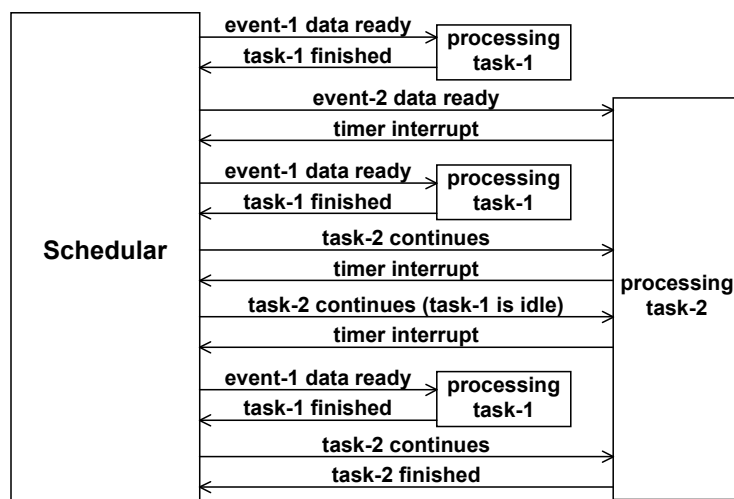 event-1 data ready
processing
task-1
task-1 finished
event-2 data ready
timer interrupt
event-1 data ready
processing
task-1
task-1 finished
Schedular
task-2 continues
timer interrupt
processing
task-2
task-2 continues (task-1 is idle)
timer interrupt
event-1 data ready
processing
task-1
task-1 finished
task-2 continues
task-2 finished